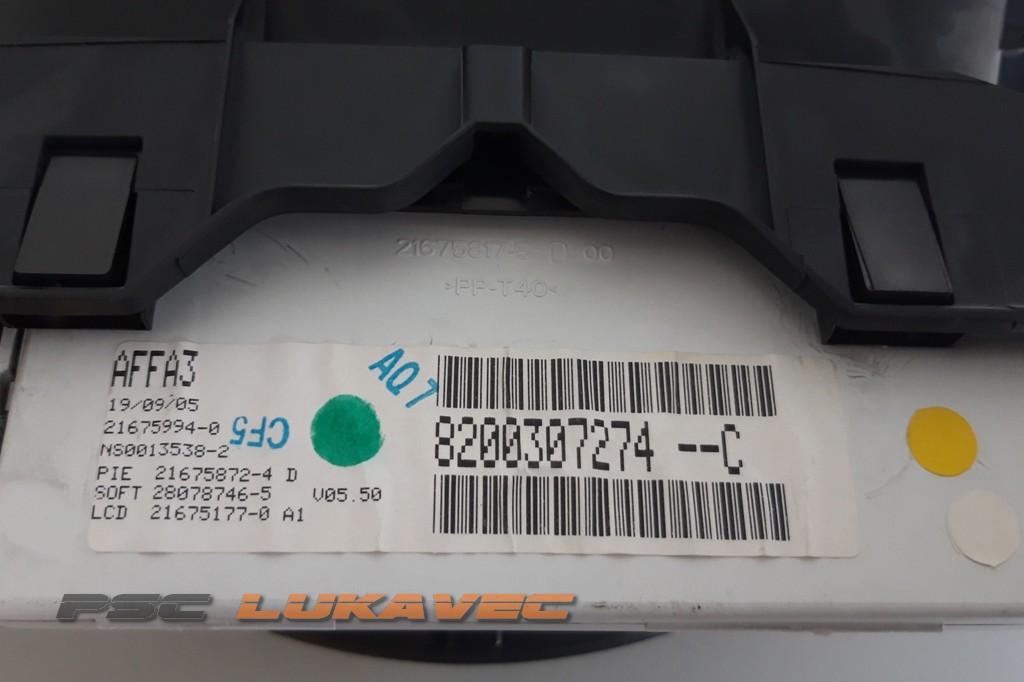 21675817-9 D 00
>PP-T40<
AFFA3
19/09/05
21675994-0
NS0013538-2
PIE 21675872-4 D
SOFT 28078746-5 V05.50
LCD 21675177-0 A1
CF5
AQ7
8200307274 --C
PSC LUKAVEC